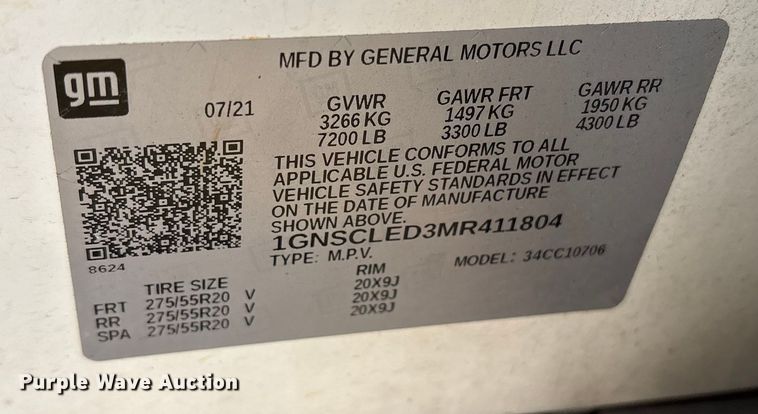 gm
MFD BY GENERAL MOTORS LLC
07/21
GVWR
3266 KG
7200 LB
GAWR FRT
1497 KG
3300 LB
GAWR RR
1950 KG
4300 LB
THIS VEHICLE CONFORMS TO ALL
APPLICABLE U.S. FEDERAL MOTOR
VEHICLE SAFETY STANDARDS IN EFFECT
ON THE DATE OF MANUFACTURE
SHOWN ABOVE.
1GNSCLED3MR411804
TYPE: M.P.V. MODEL: 34CC10706
8624
TIRE SIZE RIM
FRT 275/55R20 V 20X9J
RR 275/55R20 V 20X9J
SPA 275/55R20 V 20X9J
Purple Wave Auction